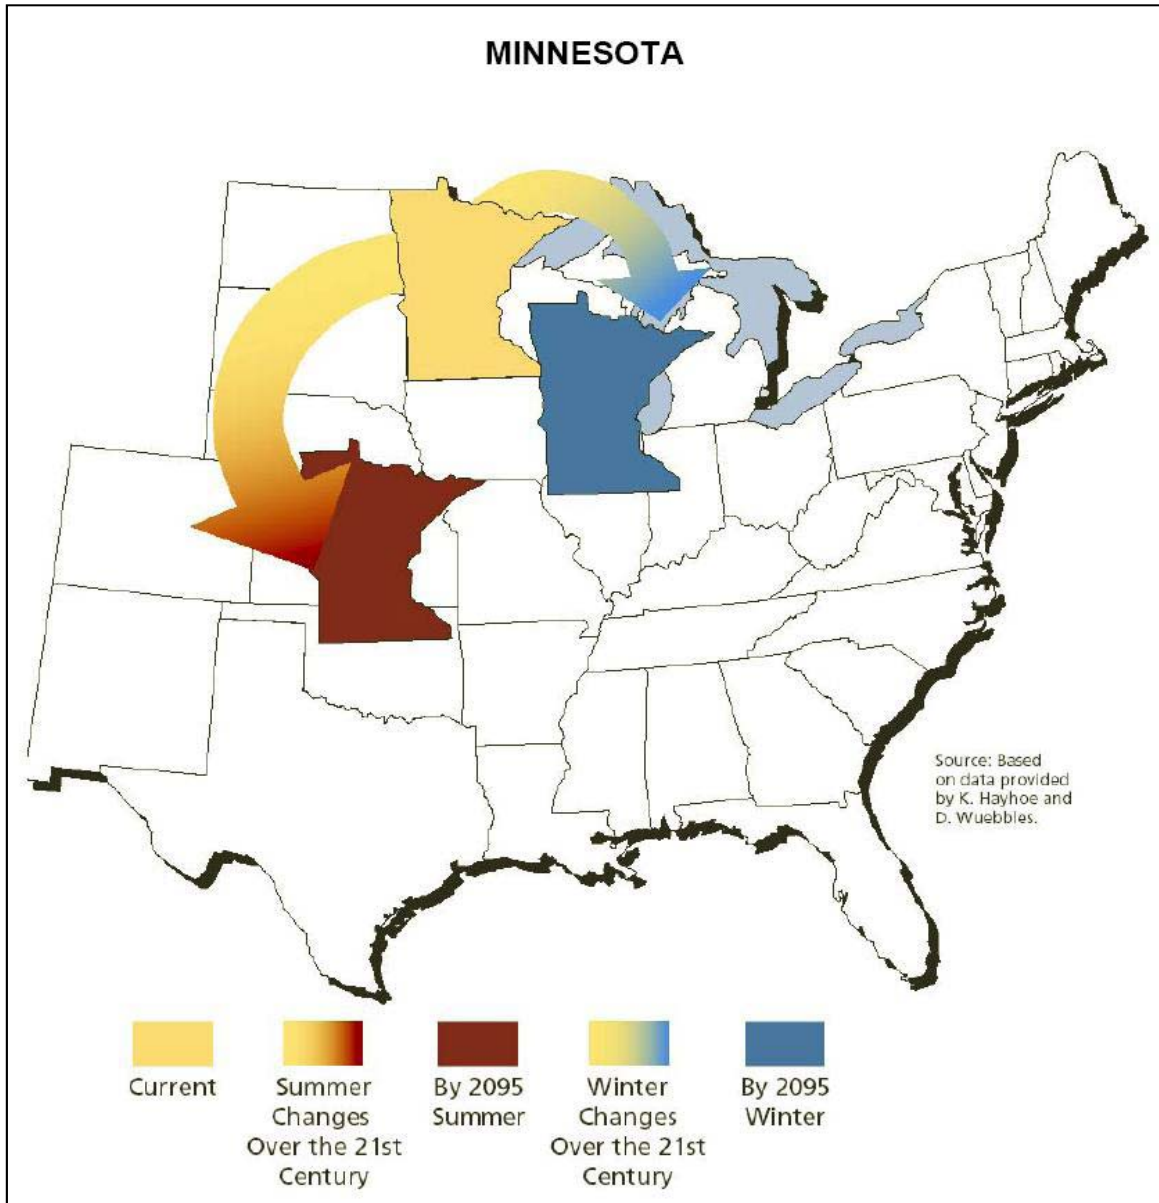 MINNESOTA
Source: Based
on data provided
by K. Hayhoe and
D. Wuebbles.
Current
Summer
Changes
Over the 21st
Century
By 2095
Summer
Winter
Changes
Over the 21st
Century
By 2095
Winter